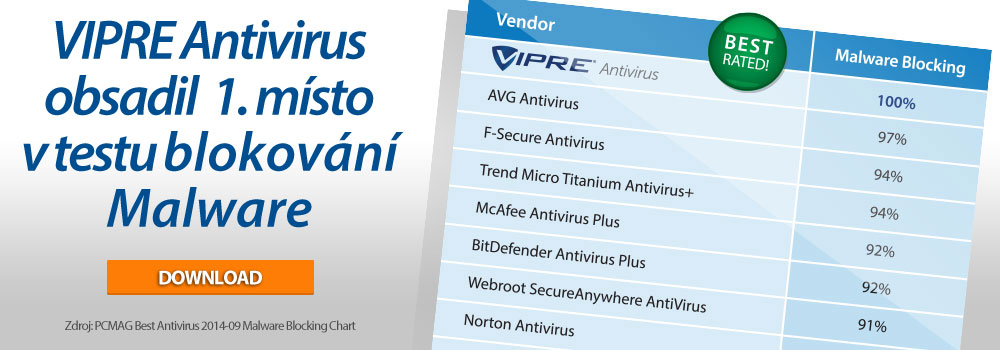 VIPRE Antivirus
obsadil 1. místo
v testu blokování
Malware
DOWNLOAD
Zdroj: PCMAG Best Antivirus 2014-09 Malware Blocking Chart
Vendor Malware Blocking
BEST
RATED!
VIPRE® Antivirus 100%
AVG Antivirus 97%
F-Secure Antivirus 94%
Trend Micro Titanium Antivirus+ 94%
McAfee Antivirus Plus 92%
BitDefender Antivirus Plus 92%
Webroot SecureAnywhere AntiVirus 91%
Norton Antivirus